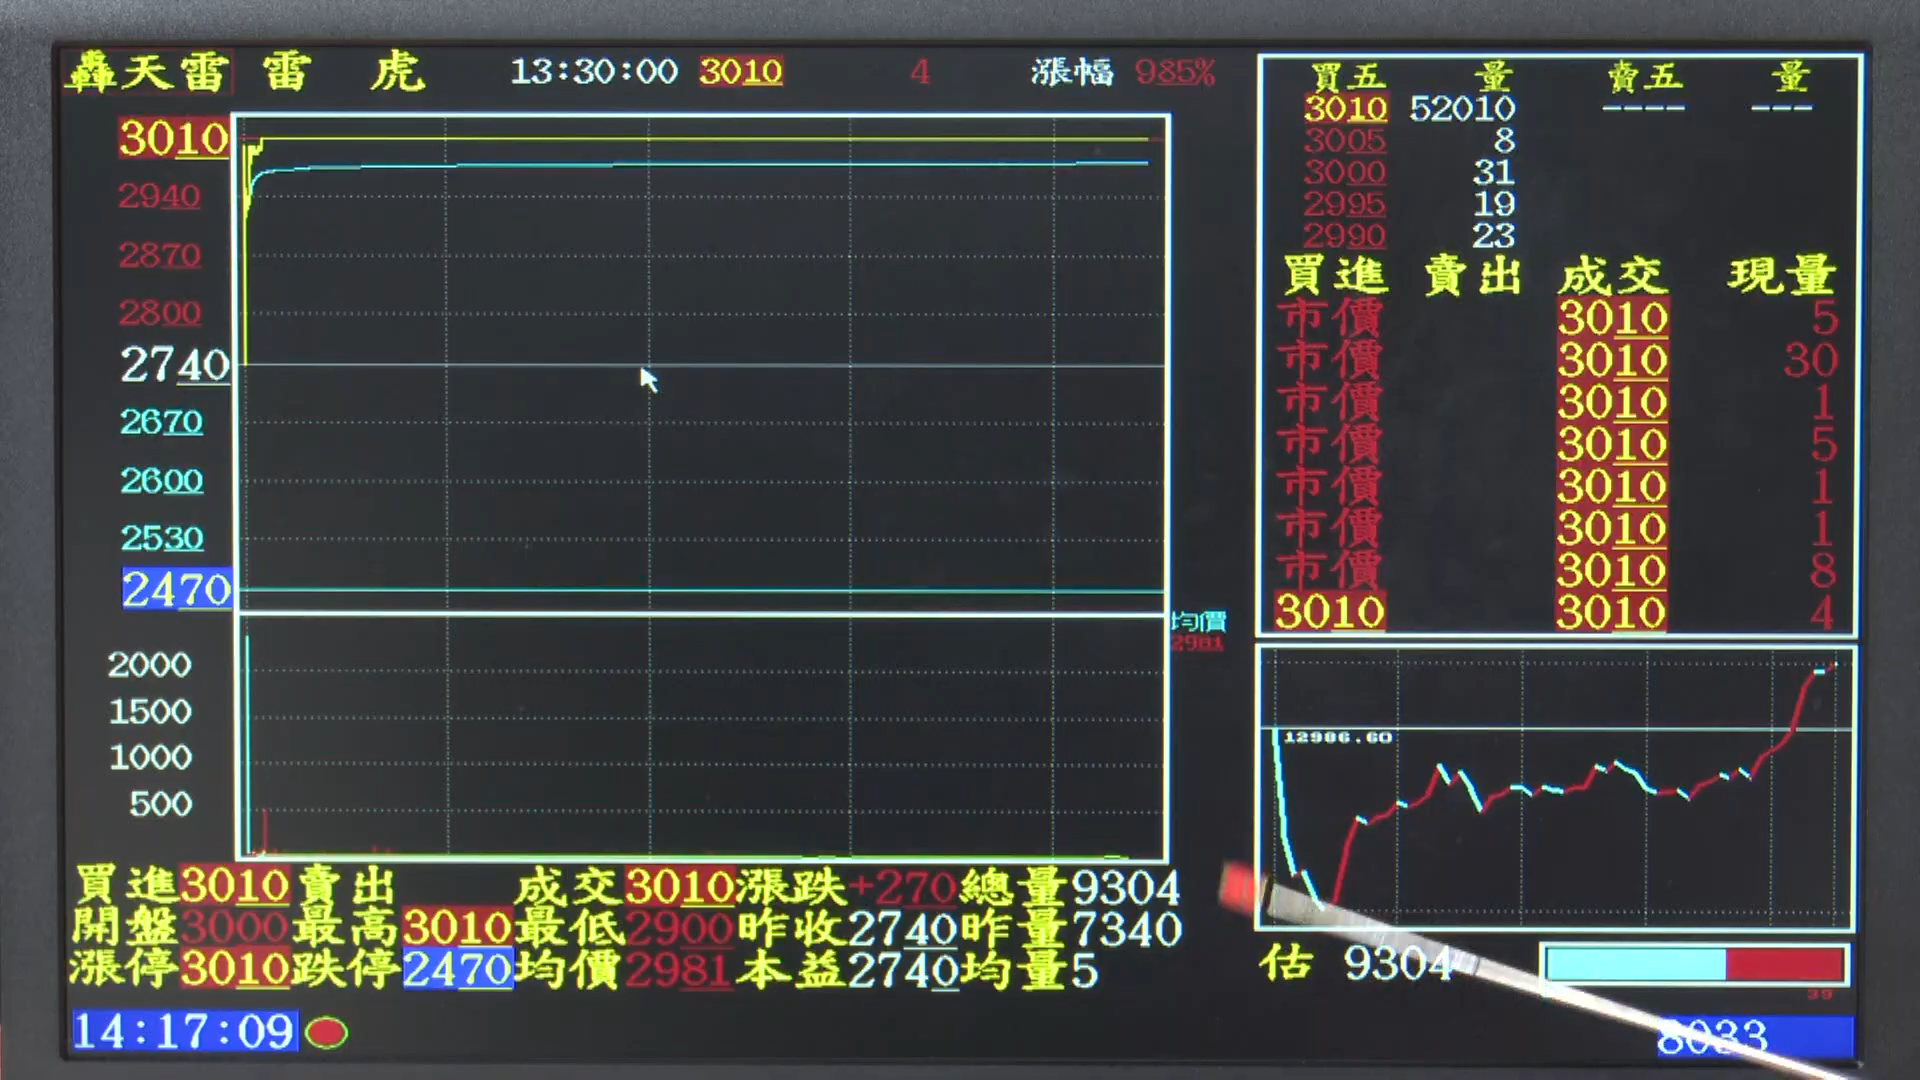 轟天雷 雷 虎 13:30:00 3010 4 漲幅 985%
3010
2940
2870
2800
2740
2670
2600
2530
2470
2000
1500
1000
500
均價
2981
買五 量 賣五 量
3010 52010 ---- ---
3005 8
3000 31
2995 19
2990 23
買進 賣出 成交 現量
市價 3010 5
市價 3010 30
市價 3010 1
市價 3010 5
市價 3010 1
市價 3010 1
市價 3010 8
3010 3010 4
12986.60
買進3010賣出 成交3010漲跌+270總量9304
開盤3000最高3010最低2900昨收2740昨量7340
漲停3010跌停2470均價2981本益2740均量5
估 9304
39
14:17:09
8033